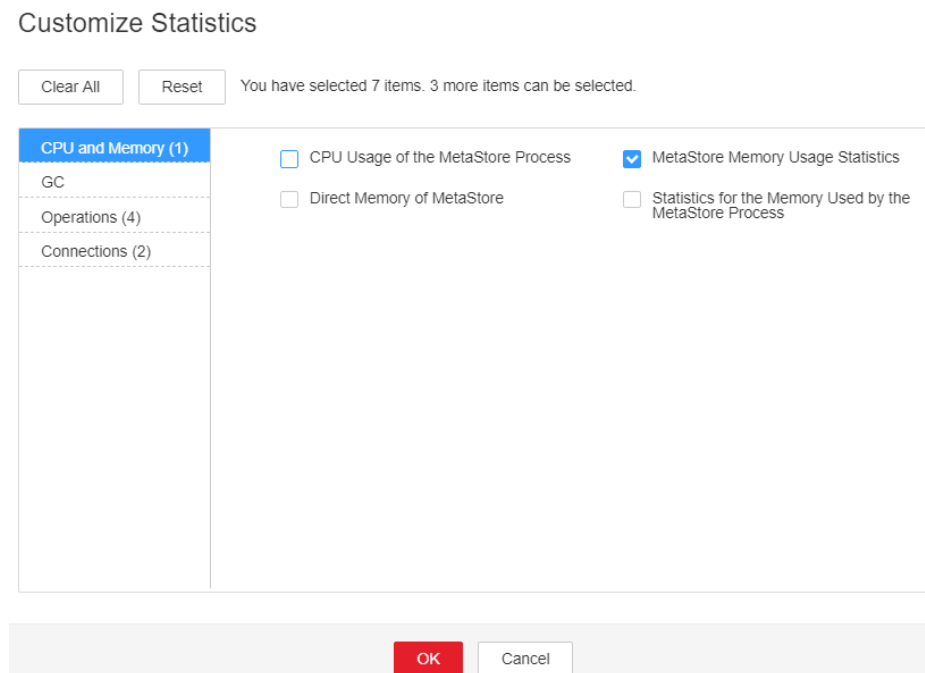 Customize Statistics
Clear All
Reset
You have selected 7 items. 3 more items can be selected.
CPU and Memory (1)
GC
Operations (4)
Connections (2)
CPU Usage of the MetaStore Process
MetaStore Memory Usage Statistics
Direct Memory of MetaStore
Statistics for the Memory Used by the
MetaStore Process
OK
Cancel